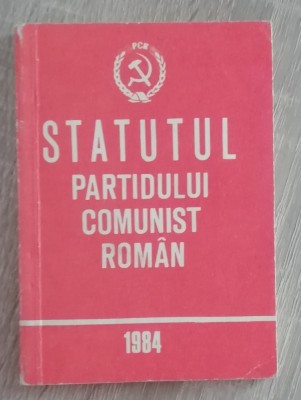 PCR
STATUTUL
PARTIDULUI
COMUNIST
ROMÂN
1984